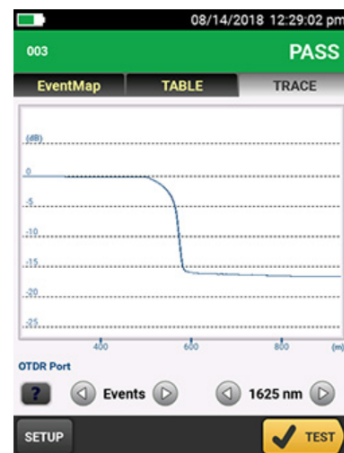 08/14/2018 12:29:02 pm
003 PASS
EventMap TABLE TRACE
(dB)
0
-5
-10
-15
-20
-25
400 600 800 (m)
OTDR Port
? Events 1625 nm
SETUP TEST